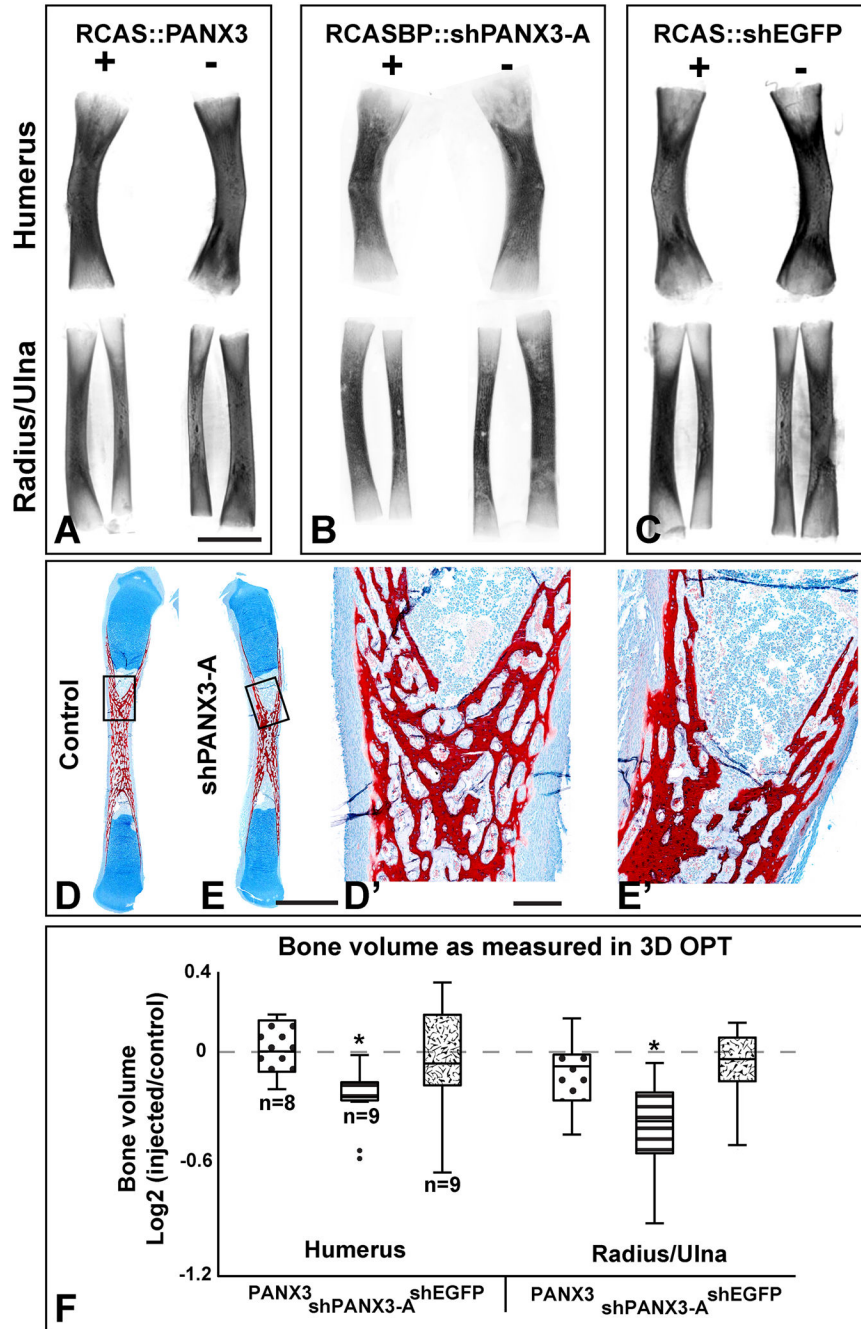 RCAS::PANX3
+ -
RCASBP::shPANX3-A
+ -
RCAS::shEGFP
+ -
Humerus
Radius/Ulna
A
B
C
Control
shPANX3-A
D
E
D'
E'
Bone volume as measured in 3D OPT
Bone volume
Log2 (injected/control)
0.4
0
-0.6
-1.2
n=8
*
n=9
n=9
*
Humerus
Radius/Ulna
PANX3
shPANX3-A
shEGFP
PANX3
shPANX3-A
shEGFP
F